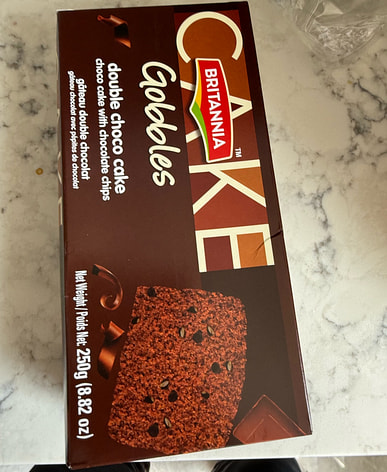 CAKE
BRITANNIA
TM
Gobbles
double choco cake
choco cake with chocolate chips
gâteau double chocolat
gâteau chocolat avec pépites de chocolat
Net Weight / Poids Net: 250g (8.82 oz)